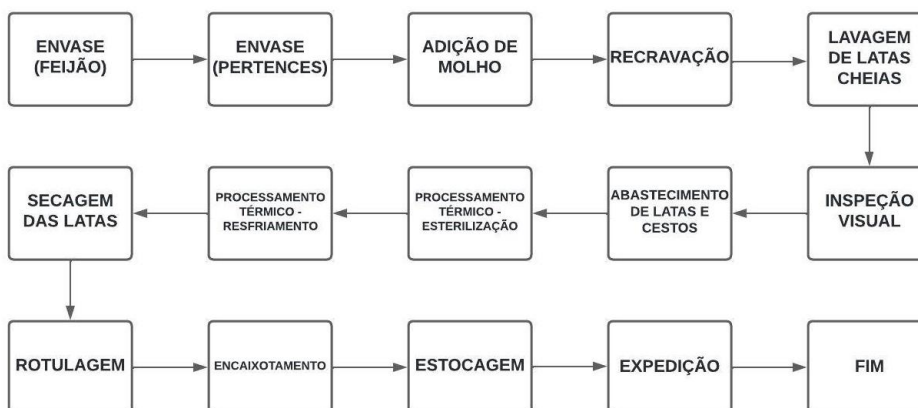 ENVASE
(FEIJÃO)
ENVASE
(PERTENCES)
ADIÇÃO DE
MOLHO
RECRAVAÇÃO
LAVAGEM
DE LATAS
CHEIAS
INSPEÇÃO
VISUAL
ABASTECIMENTO
DE LATAS E
CESTOS
PROCESSAMENTO
TÉRMICO -
ESTERILIZAÇÃO
PROCESSAMENTO
TÉRMICO -
RESFRIAMENTO
SECAGEM
DAS LATAS
ROTULAGEM
ENCAIXOTAMENTO
ESTOCAGEM
EXPEDIÇÃO
FIM